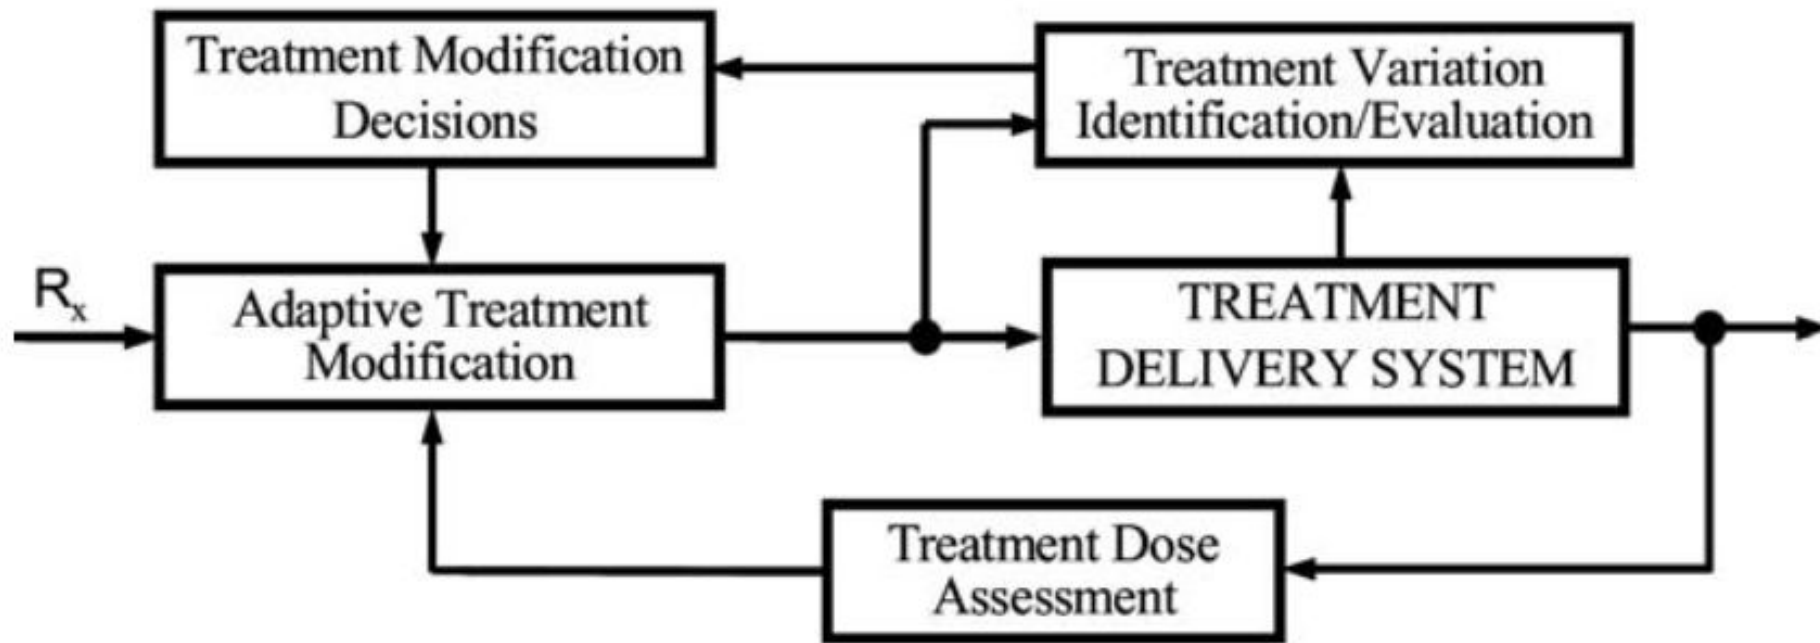 Treatment Modification
Decisions
Treatment Variation
Identification/Evaluation
Rx
Adaptive Treatment
Modification
TREATMENT
DELIVERY SYSTEM
Treatment Dose
Assessment